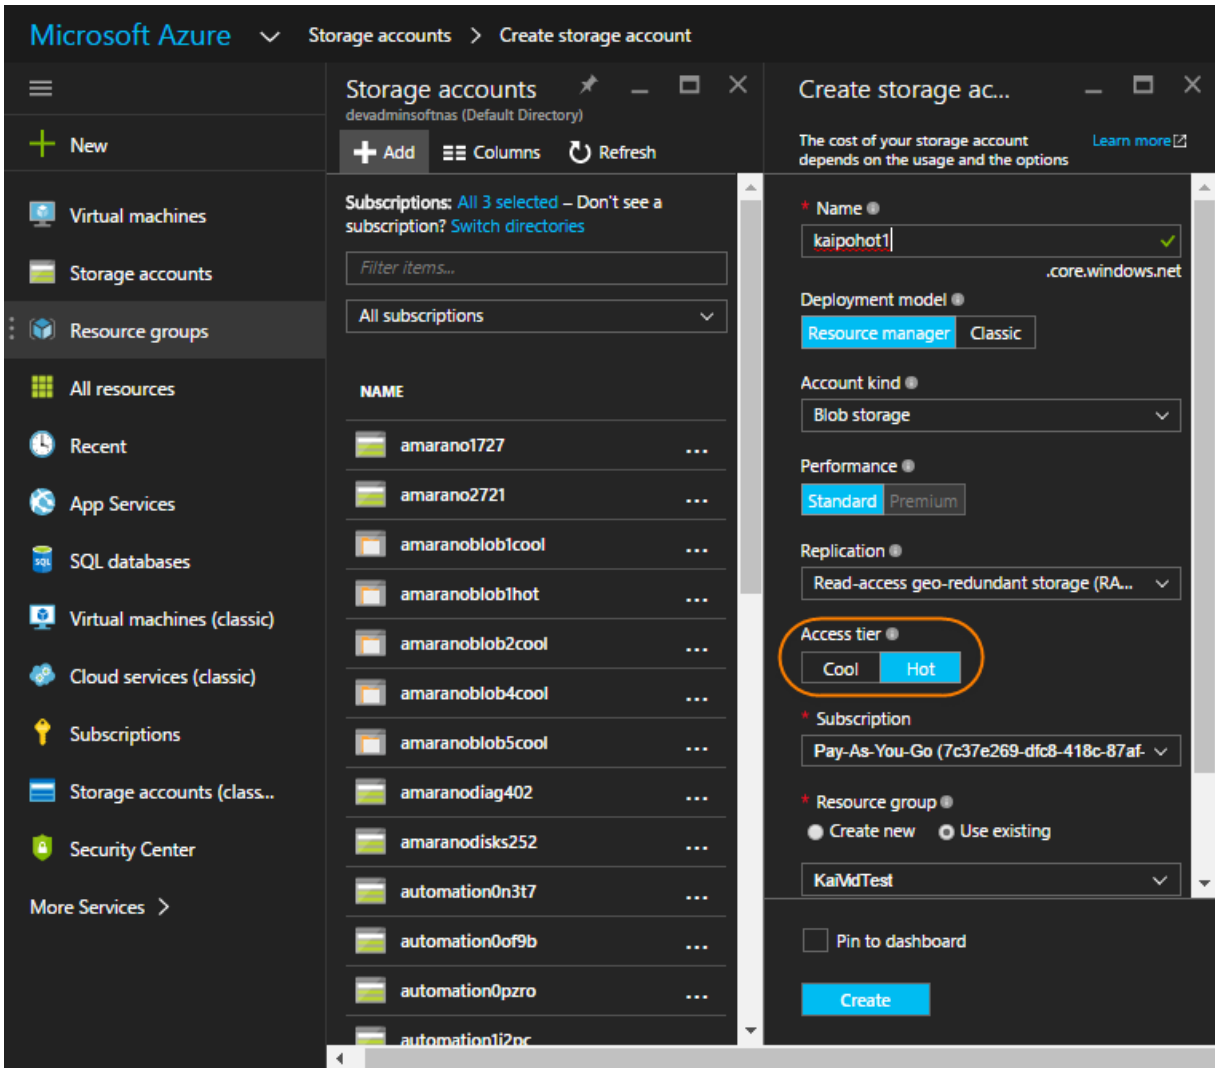 Microsoft Azure Storage accounts > Create storage account
New
Virtual machines
Storage accounts
Resource groups
All resources
Recent
App Services
SQL databases
Virtual machines (classic)
Cloud services (classic)
Subscriptions
Storage accounts (class...
Security Center
More Services >
Storage accounts
devadminsoftnas (Default Directory)
Add Columns Refresh
Subscriptions: All 3 selected – Don't see a
subscription? Switch directories
Filter items...
All subscriptions
NAME
amarano1727 ...
amarano2721 ...
amaranoblob1cool ...
amaranoblob1hot ...
amaranoblob2cool ...
amaranoblob4cool ...
amaranoblob5cool ...
amaranodiag402 ...
amaranodisks252 ...
automation0n3t7 ...
automation0of9b ...
automation0pzro ...
automation1i2pc
Create storage ac...
The cost of your storage account Learn more
depends on the usage and the options
* Name
kaipohot1
.core.windows.net
Deployment model
Resource manager Classic
Account kind
Blob storage
Performance
Standard Premium
Replication
Read-access geo-redundant storage (RA...
Access tier
Cool Hot
* Subscription
Pay-As-You-Go (7c37e269-dfc8-418c-87af-
* Resource group
Create new Use existing
KaiMdTest
Pin to dashboard
Create